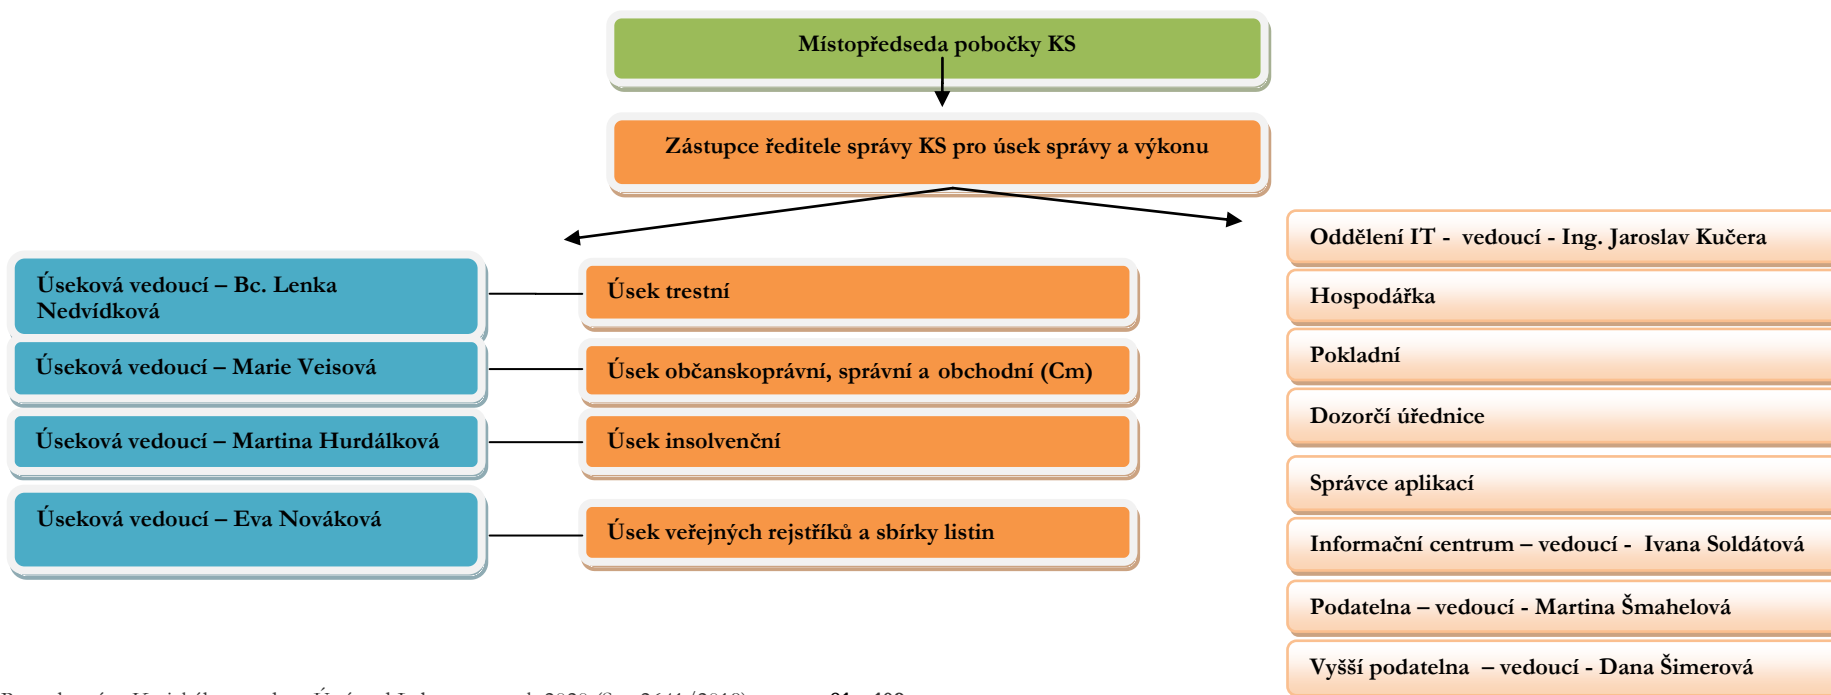 Místopředseda pobočky KS
Zástupce ředitele správy KS pro úsek správy a výkonu
Úseková vedoucí – Bc. Lenka
Nedvídková
Úsek trestní
Úseková vedoucí – Marie Veisová
Úsek občanskoprávní, správní a obchodní (Cm)
Úseková vedoucí – Martina Hurdálková
Úsek insolvenční
Úseková vedoucí – Eva Nováková
Úsek veřejných rejstříků a sbírky listin
Oddělení IT - vedoucí - Ing. Jaroslav Kučera
Hospodářka
Pokladní
Dozorčí úřednice
Správce aplikací
Informační centrum – vedoucí - Ivana Soldátová
Podatelna – vedoucí - Martina Šmahelová
Vyšší podatelna – vedoucí - Dana Šimerová